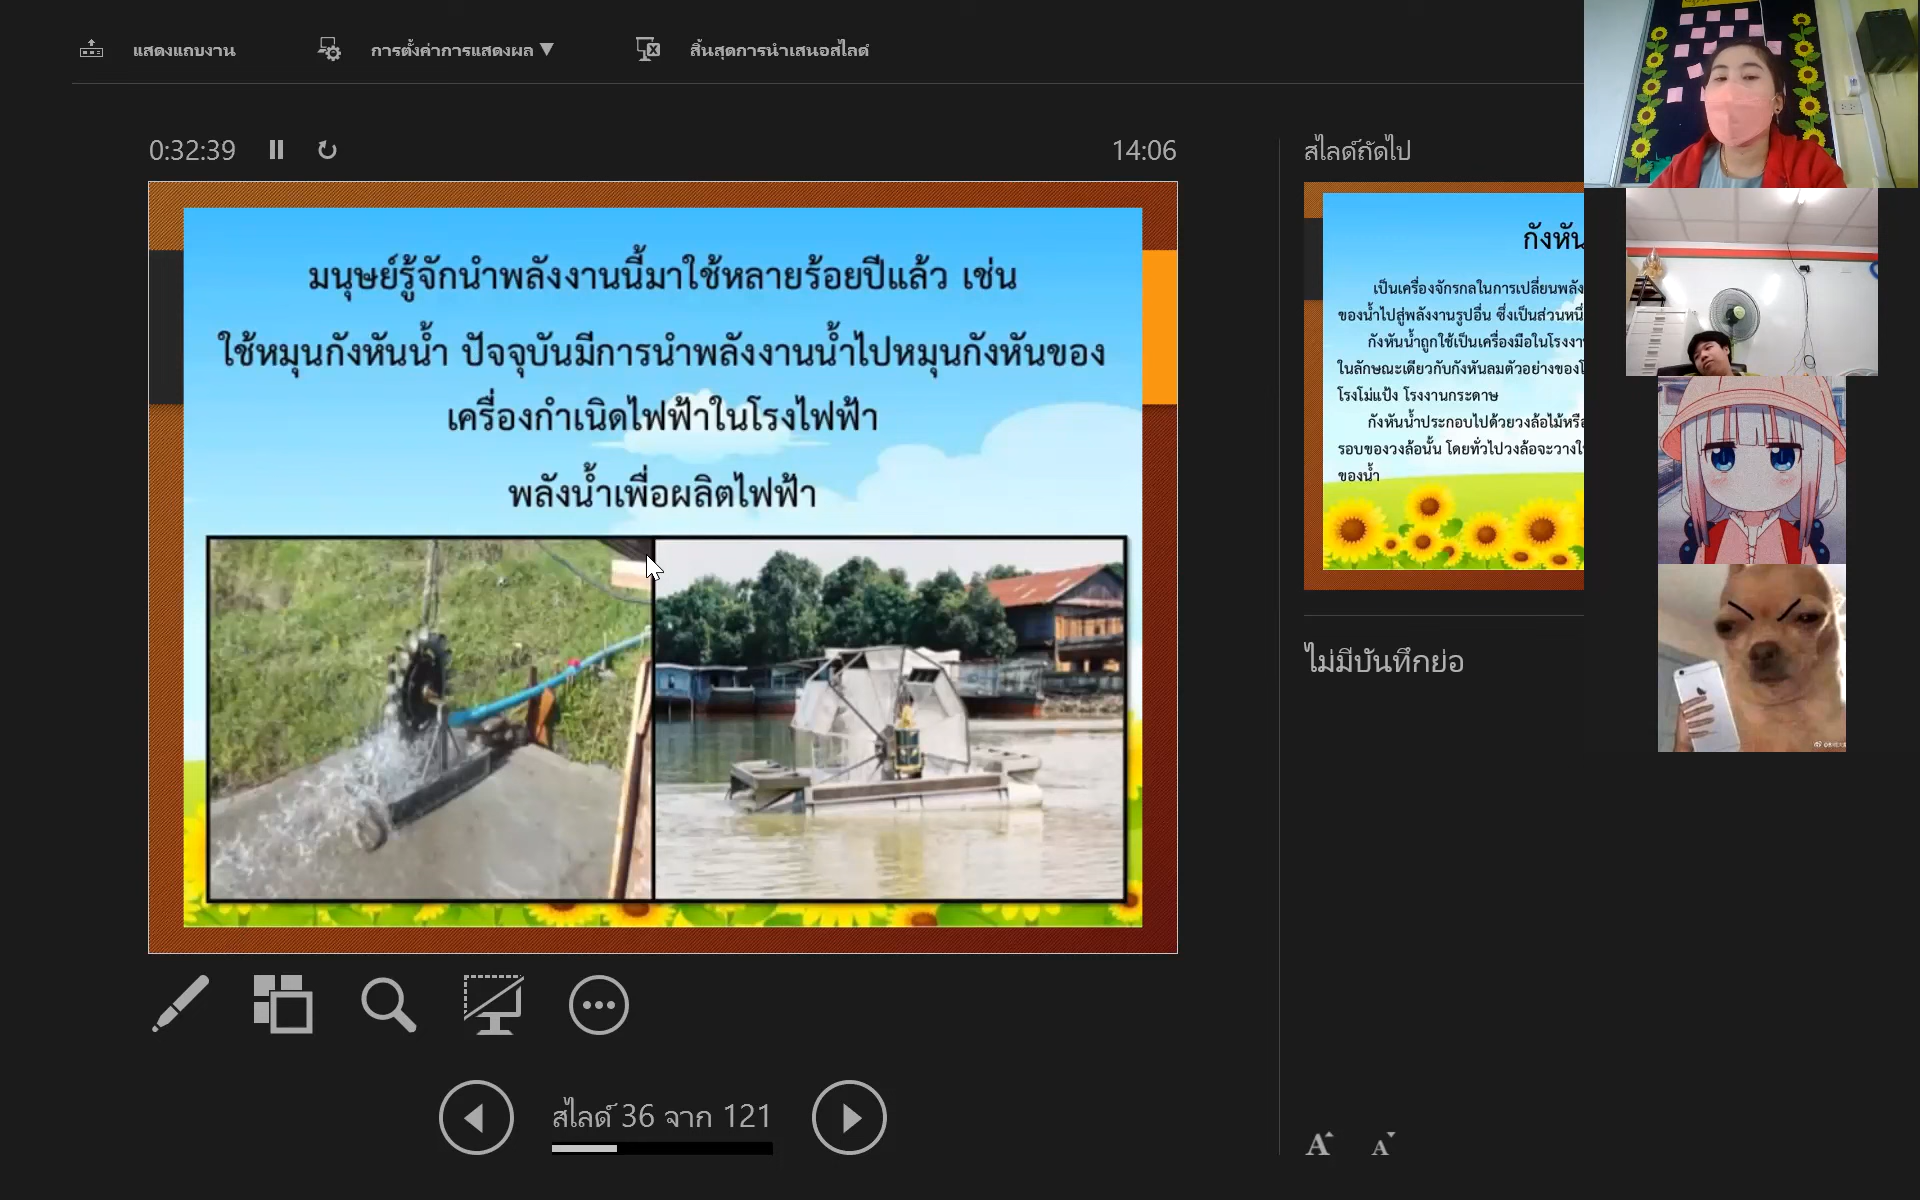 แสดงแถบงาน
การตั้งค่าการแสดงผล ▼
สิ้นสุดการนำเสนอสไลด์
0:32:39
14:06
มนุษย์รู้จักนำพลังงานนี้มาใช้หลายร้อยปีแล้ว เช่น
ใช้หมุนกังหันน้ำ ปัจจุบันมีการนำพลังงานน้ำไปหมุนกังหันของ
เครื่องกำเนิดไฟฟ้าในโรงไฟฟ้า
พลังน้ำเพื่อผลิตไฟฟ้า
สไลด์ 36 จาก 121
สไลด์ถัดไป
กังหัน
เป็นเครื่องจักรกลในการเปลี่ยนพลัง
ของน้ำไปสู่พลังงานรูปอื่น ซึ่งเป็นส่วนหนึ่
กังหันน้ำถูกใช้เป็นเครื่องมือในโรงงา
ในลักษณะเดียวกับกังหันลมตัวอย่างของโ
โรงโม่แป้ง โรงงานกระดาษ
กังหันน้ำประกอบไปด้วยวงล้อไม้หรือ
รอบของวงล้อนั้น โดยทั่วไปวงล้อจะวางใ
ของน้ำ
ไม่มีบันทึกย่อ
A A